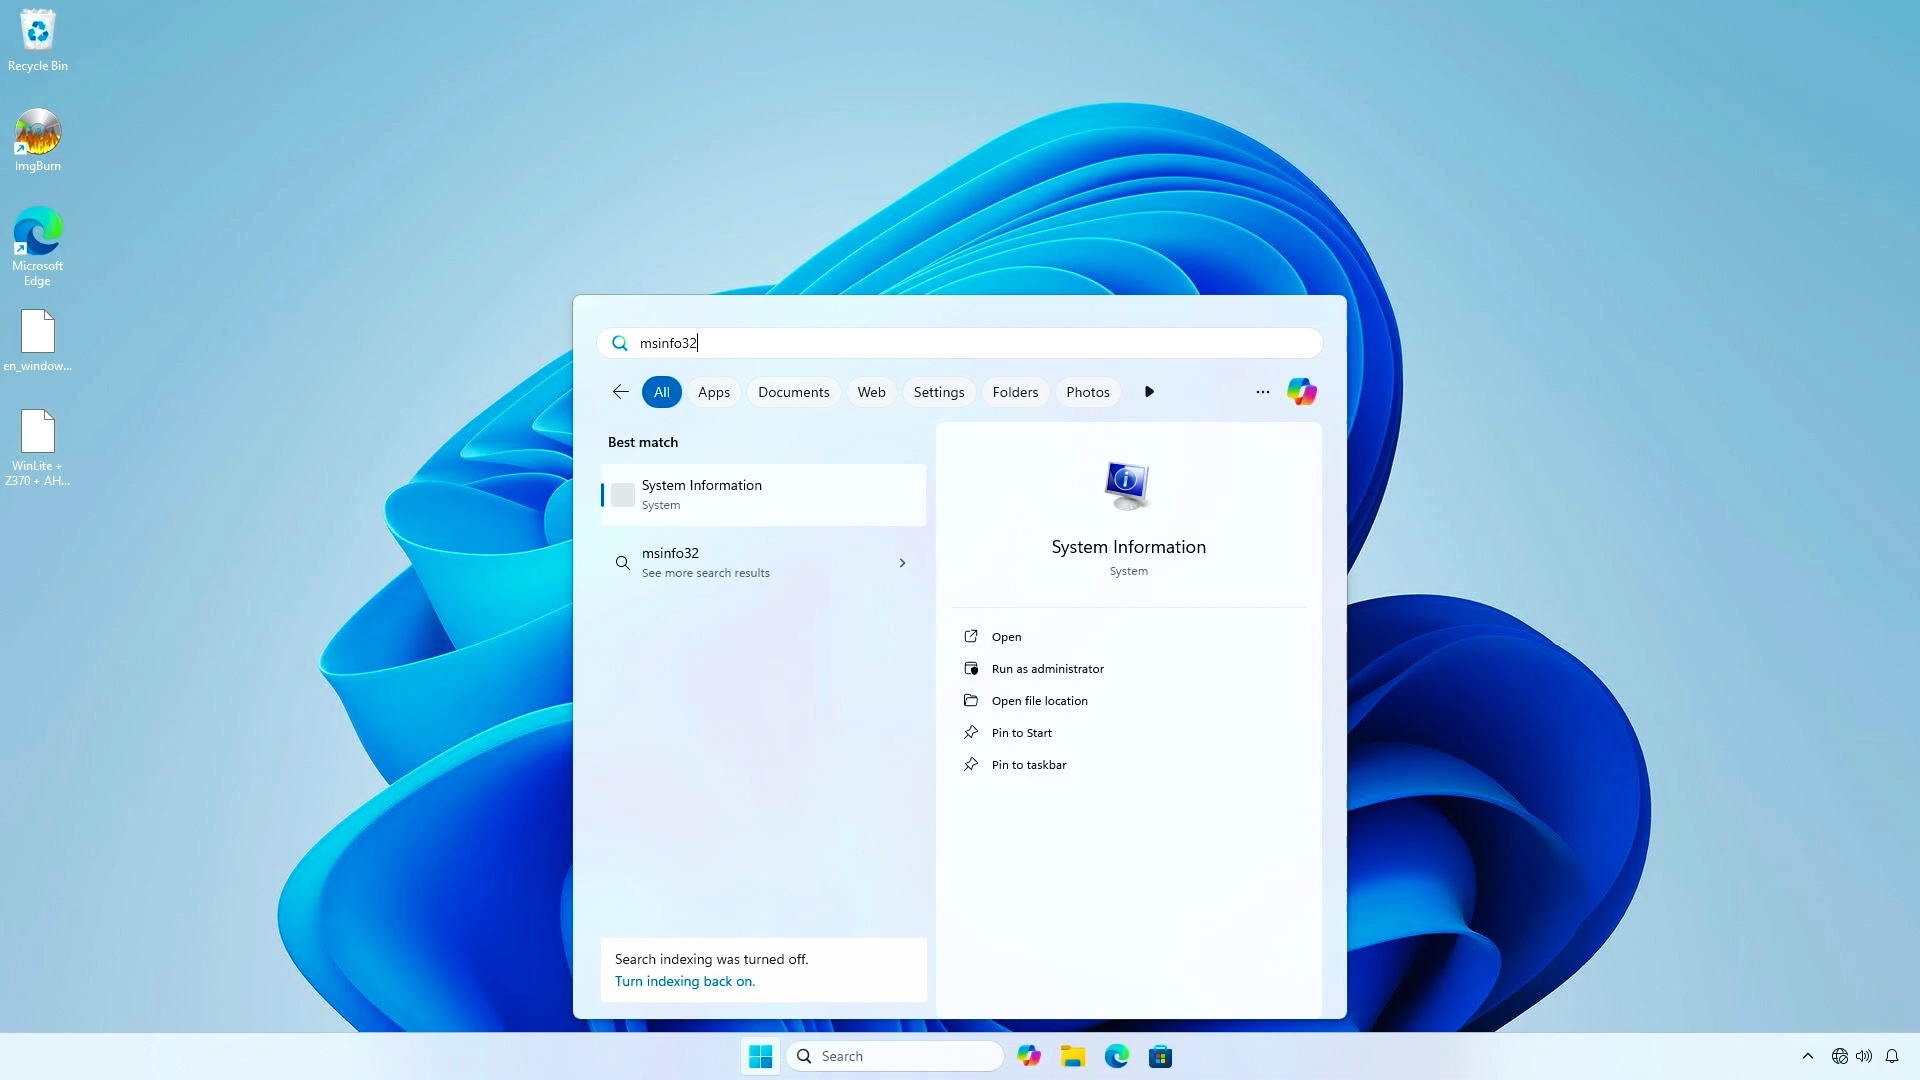 Recycle Bin
ImgBurn
Microsoft
Edge
en_window...
WinLite +
Z370 + AH...
msinfo32
All
Apps
Documents
Web
Settings
Folders
Photos
Best match
System Information
System
msinfo32
See more search results
System Information
System
Open
Run as administrator
Open file location
Pin to Start
Pin to taskbar
Search indexing was turned off.
Turn indexing back on.
Search